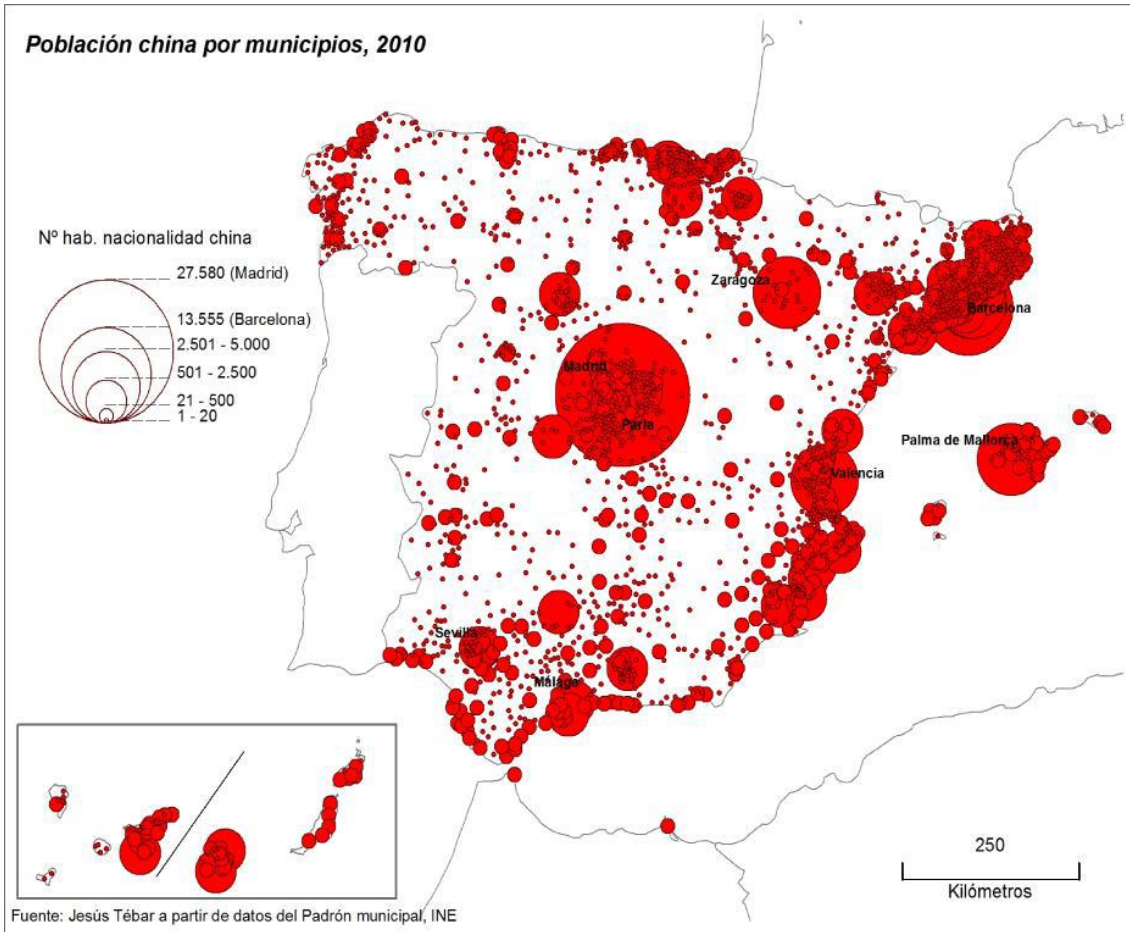 Población china por municipios, 2010
Nº hab. nacionalidad china
27.580 (Madrid)
13.555 (Barcelona)
2.501 - 5.000
501 - 2.500
21 - 500
1 - 20
Zaragoza
Barcelona
Madrid
Parla
Palma de Mallorca
Valencia
Sevilla
Málaga
250
Kilómetros
Fuente: Jesús Tébar a partir de datos del Padrón municipal, INE